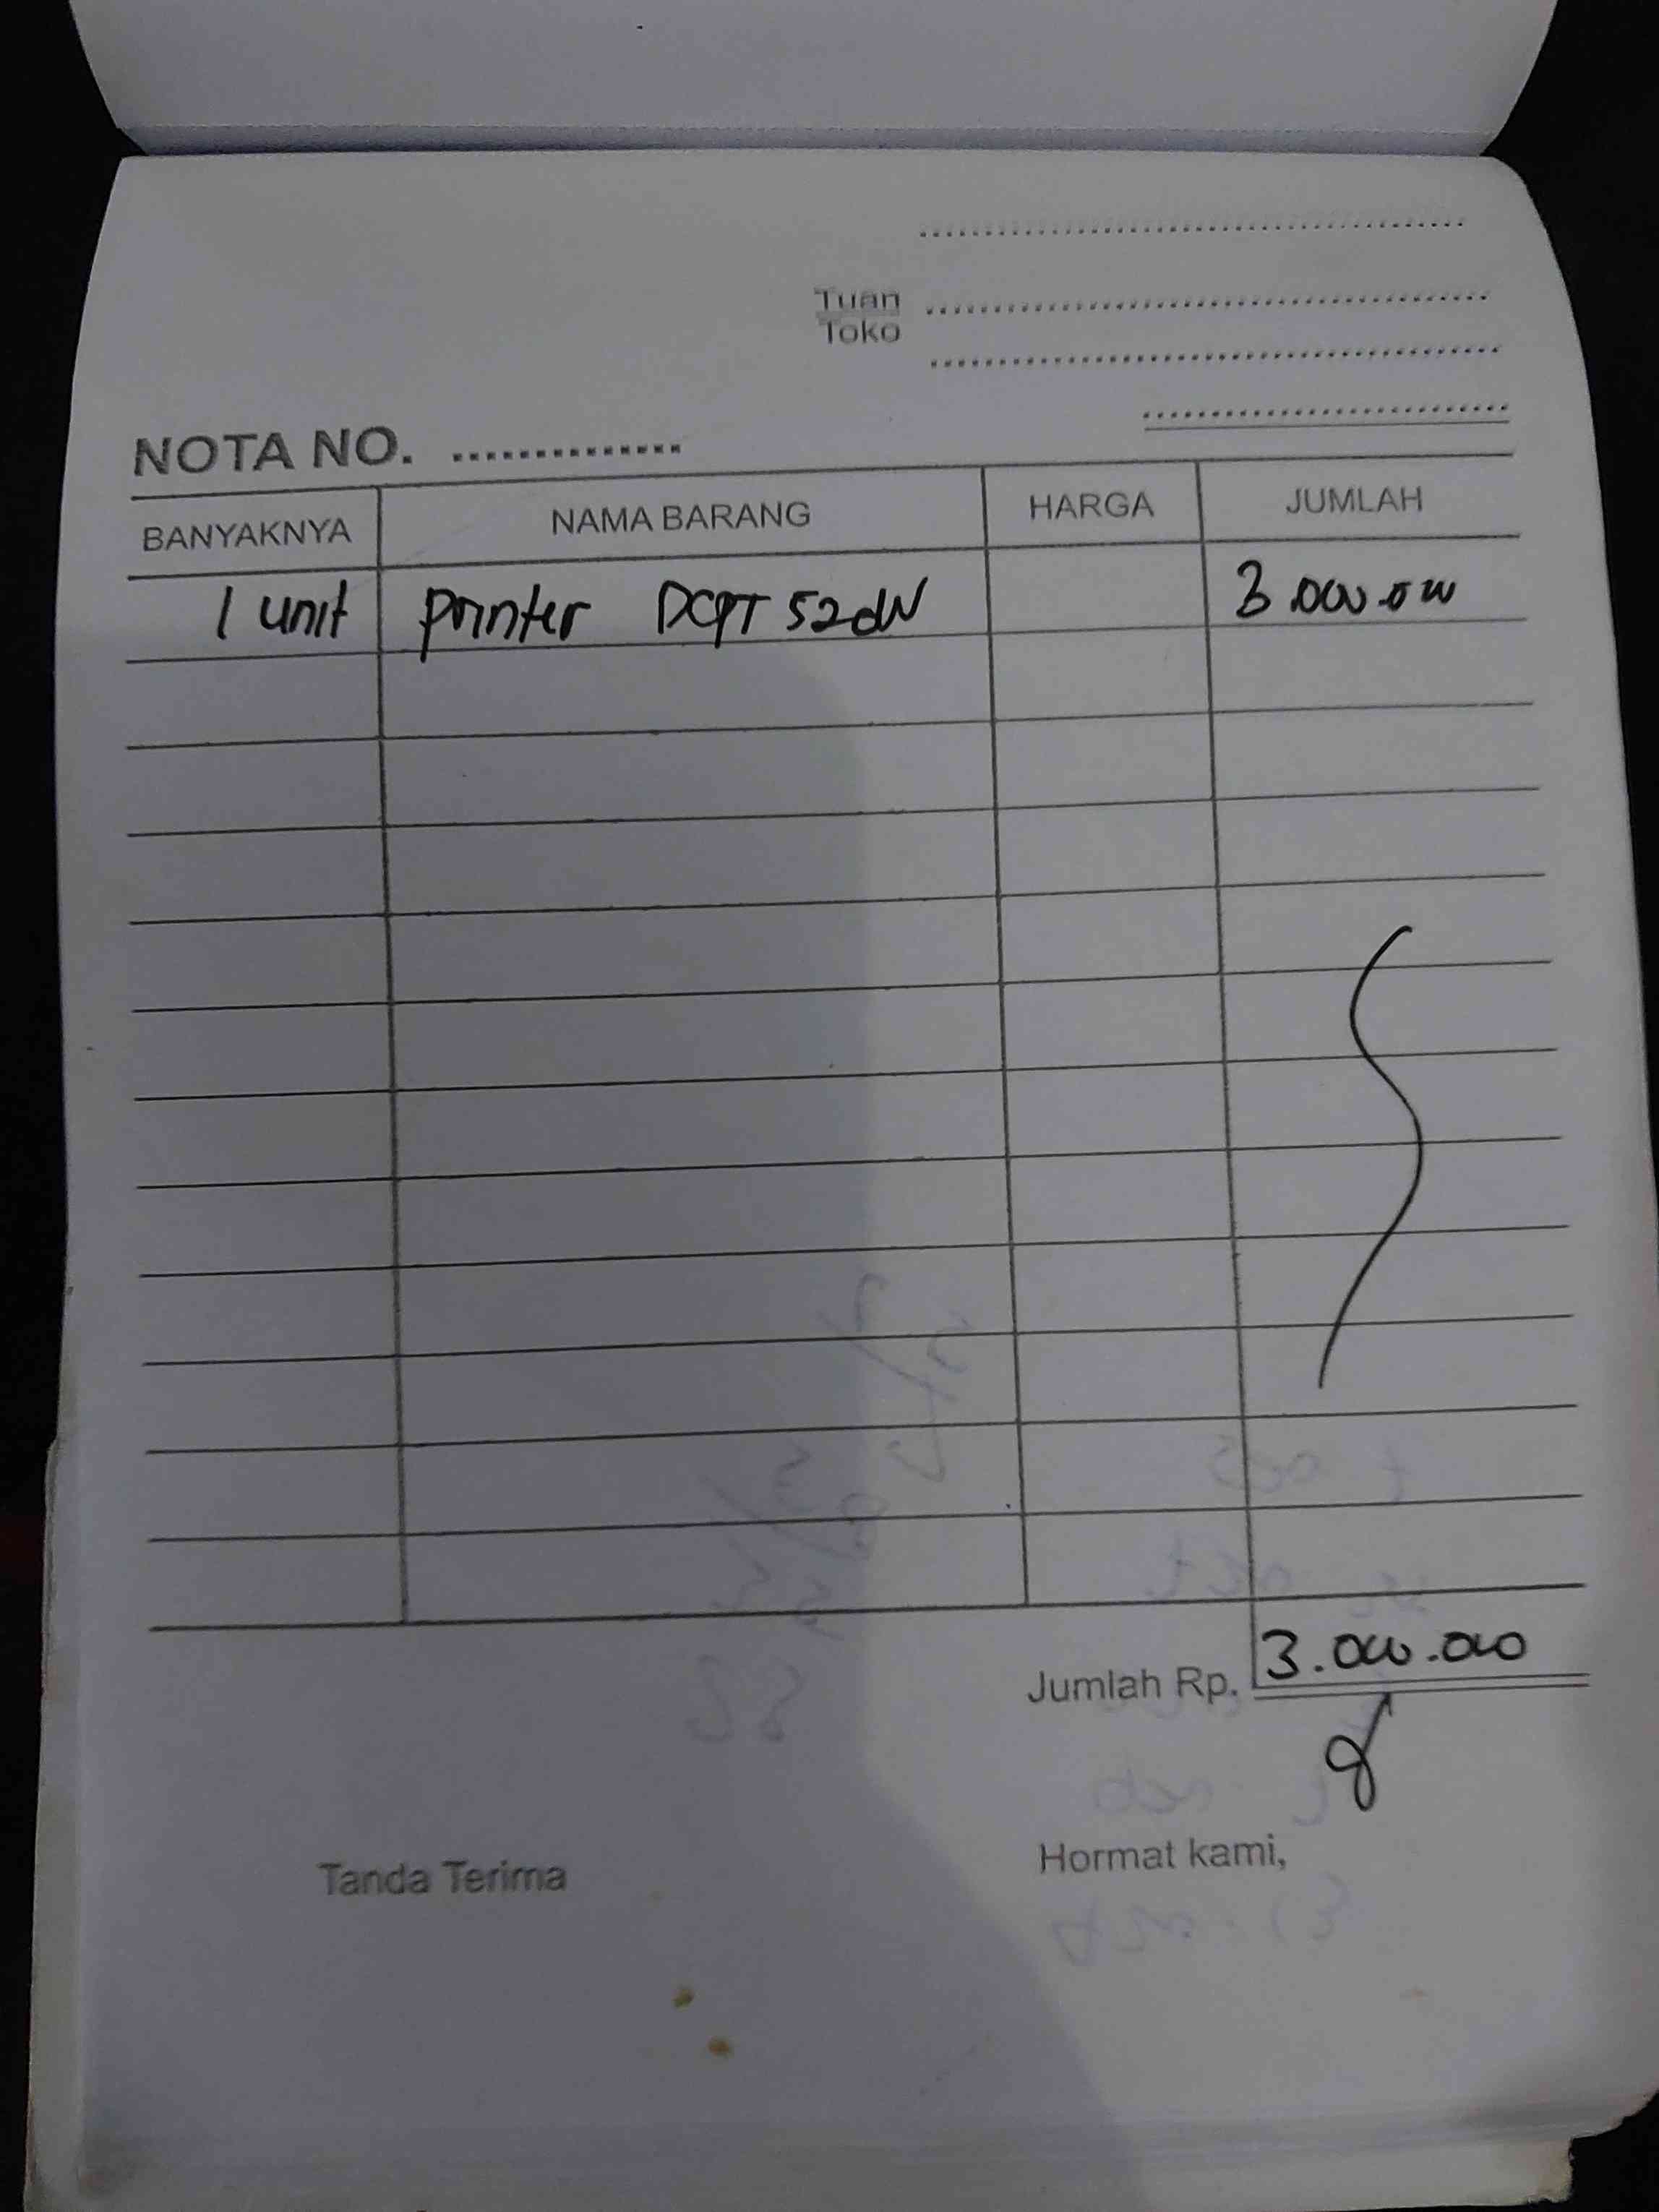 Tuan
Toko
NOTA NO.
BANYAKNYA NAMA BARANG HARGA JUMLAH
1 unit printer DCPT 520W 3.000.000
Jumlah Rp. 3.000.000
Tanda Terima Hormat kami,